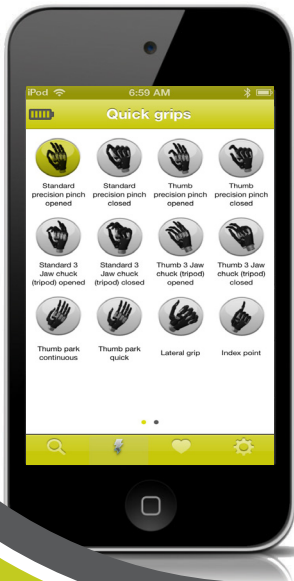 iPod 6:59 AM
Quick grips
Standard precision pinch opened
Standard precision pinch closed
Thumb precision pinch opened
Thumb precision pinch closed
Standard 3 Jaw chuck (tripod) opened
Standard 3 Jaw chuck (tripod) closed
Thumb 3 Jaw chuck (tripod) opened
Thumb 3 Jaw chuck (tripod) closed
Thumb park continuous
Thumb park quick
Lateral grip
Index point